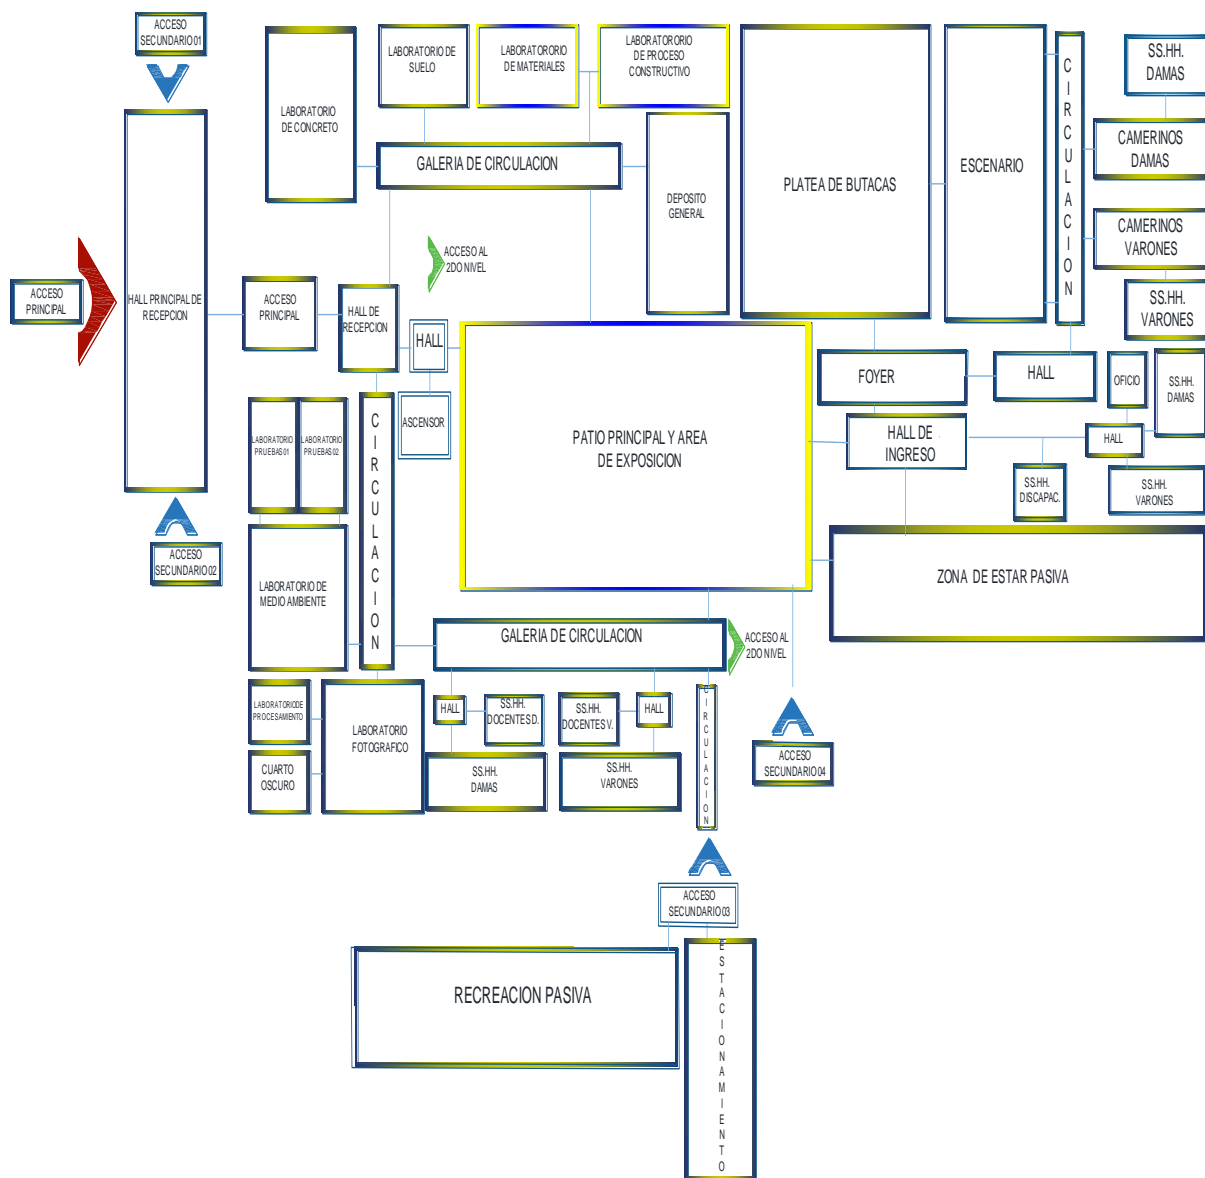 ACCESO
SECUNDARIO 01
LABORATORIO DE
SUELO
LABORATORORIO
DE MATERIALES
LABORATORORIO
DE PROCESO
CONSTRUCTIVO
LABORATORIO
DE CONCRETO
GALERIA DE CIRCULACION
DEPOSITO
GENERAL
PLATEA DE BUTACAS
ESCENARIO
CIRCULACION
SS.HH.
DAMAS
CAMERINOS
DAMAS
CAMERINOS
VARONES
SS.HH.
VARONES
ACCESO
PRINCIPAL
HALL PRINCIPAL DE
RECEPCION
ACCESO
PRINCIPAL
HALL DE
RECEPCION
ACCESO AL
2DO NIVEL
HALL
ASCENSOR
PATIO PRINCIPAL Y AREA
DE EXPOSICION
FOYER
HALL
OFICIO
SS.HH.
DAMAS
HALL DE
INGRESO
HALL
SS.HH.
DISCAPAC.
SS.HH.
VARONES
LABORATORIO
PRUEBAS 01
LABORATORIO
PRUEBAS 02
CIRCULACION
ACCESO
SECUNDARIO 02
LABORATORIO DE
MEDIO AMBIENTE
ZONA DE ESTAR PASIVA
GALERIA DE CIRCULACION
ACCESO AL
2DO NIVEL
LABORATORIO DE
PROCESAMIENTO
CUARTO
OSCURO
LABORATORIO
FOTOGRAFICO
HALL
SS.HH.
DOCENTES D.
SS.HH.
DOCENTES V.
HALL
SS.HH.
DAMAS
SS.HH.
VARONES
CIRCULACION
ACCESO
SECUNDARIO 04
ACCESO
SECUNDARIO 03
RECREACION PASIVA
ESTACIONAMIENTO